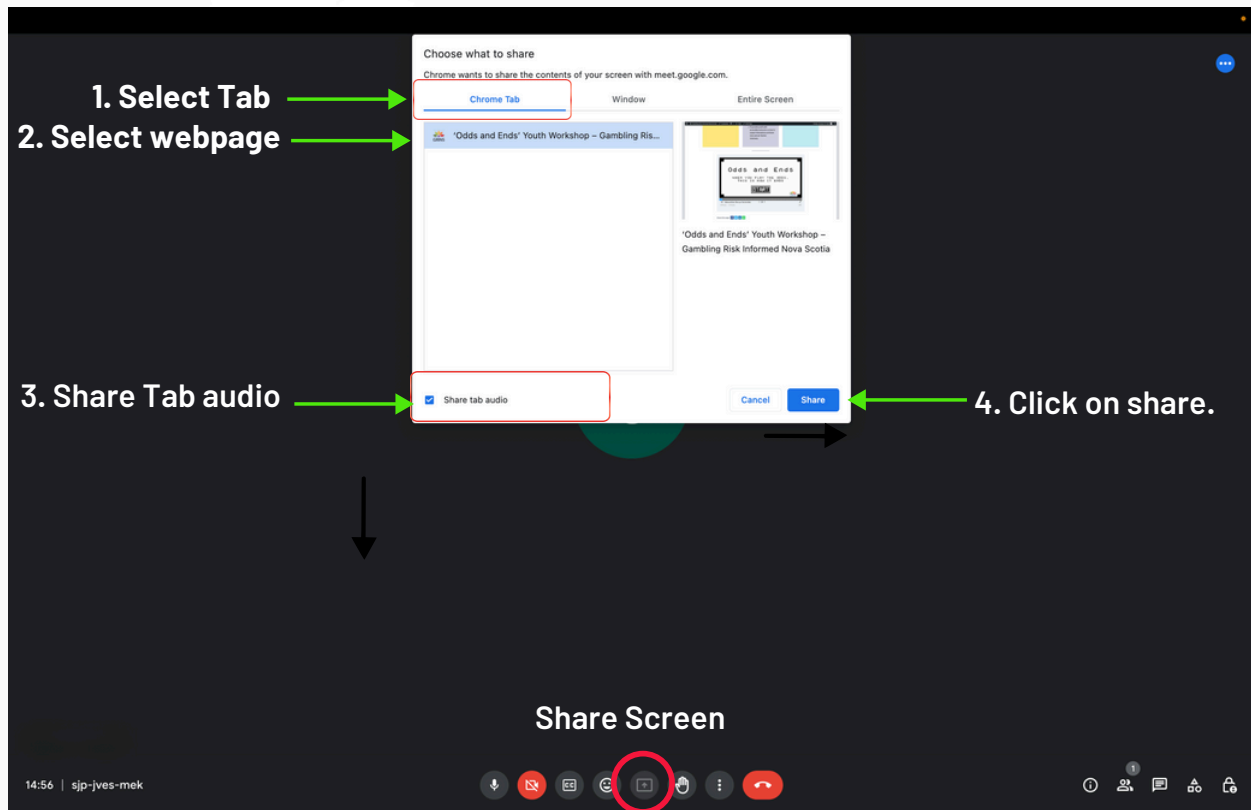 Choose what to share
Chrome wants to share the contents of your screen with meet.google.com.
1. Select Tab
Chrome Tab
Window
Entire Screen
2. Select webpage
'Odds and Ends' Youth Workshop – Gambling Ris...
Odds and Ends
START
'Odds and Ends' Youth Workshop –
Gambling Risk Informed Nova Scotia
3. Share Tab audio
Share tab audio
Cancel
Share
4. Click on share.
Share Screen
14:56 | sjp-jves-mek
CC
1